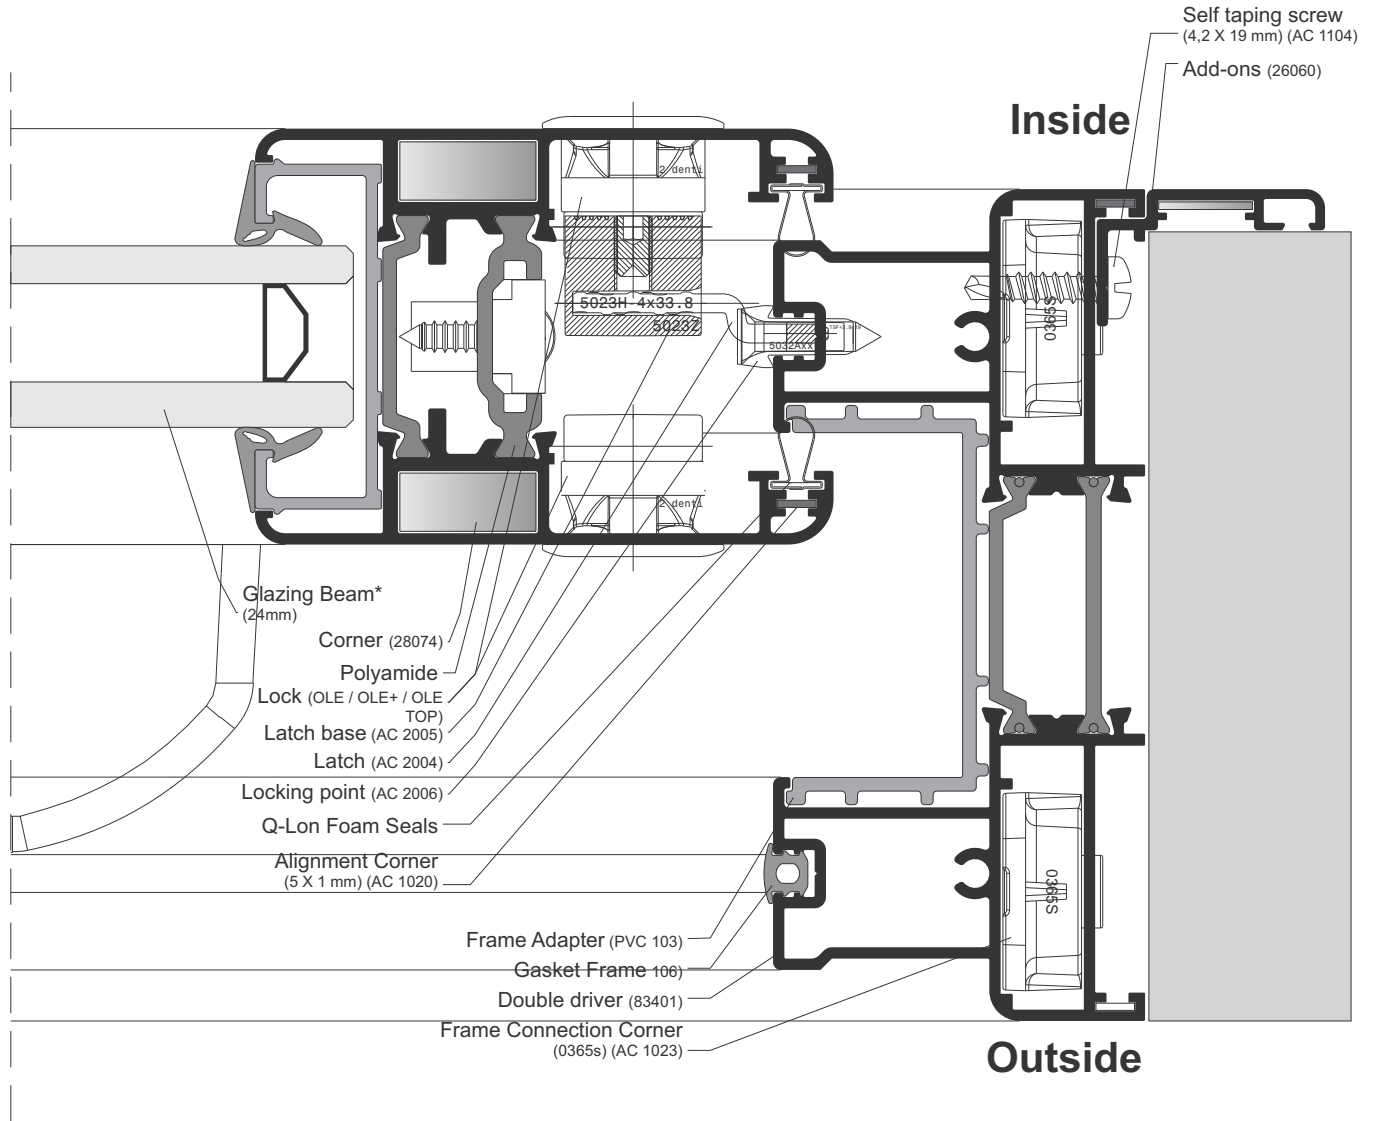 Self taping screw
(4,2 X 19 mm) (AC 1104)
Add-ons (26060)
Inside
2 denti
5023H-4x33.8
5023Z
5032Axx
0365S
2 denti
Glazing Beam*
(24mm)
Corner (28074)
Polyamide
Lock (OLE / OLE+ / OLE
TOP)
Latch base (AC 2005)
Latch (AC 2004)
Locking point (AC 2006)
Q-Lon Foam Seals
Alignment Corner
(5 X 1 mm) (AC 1020)
0365S
Frame Adapter (PVC 103)
Gasket Frame 106)
Double driver (83401)
Frame Connection Corner
(0365s) (AC 1023)
Outside